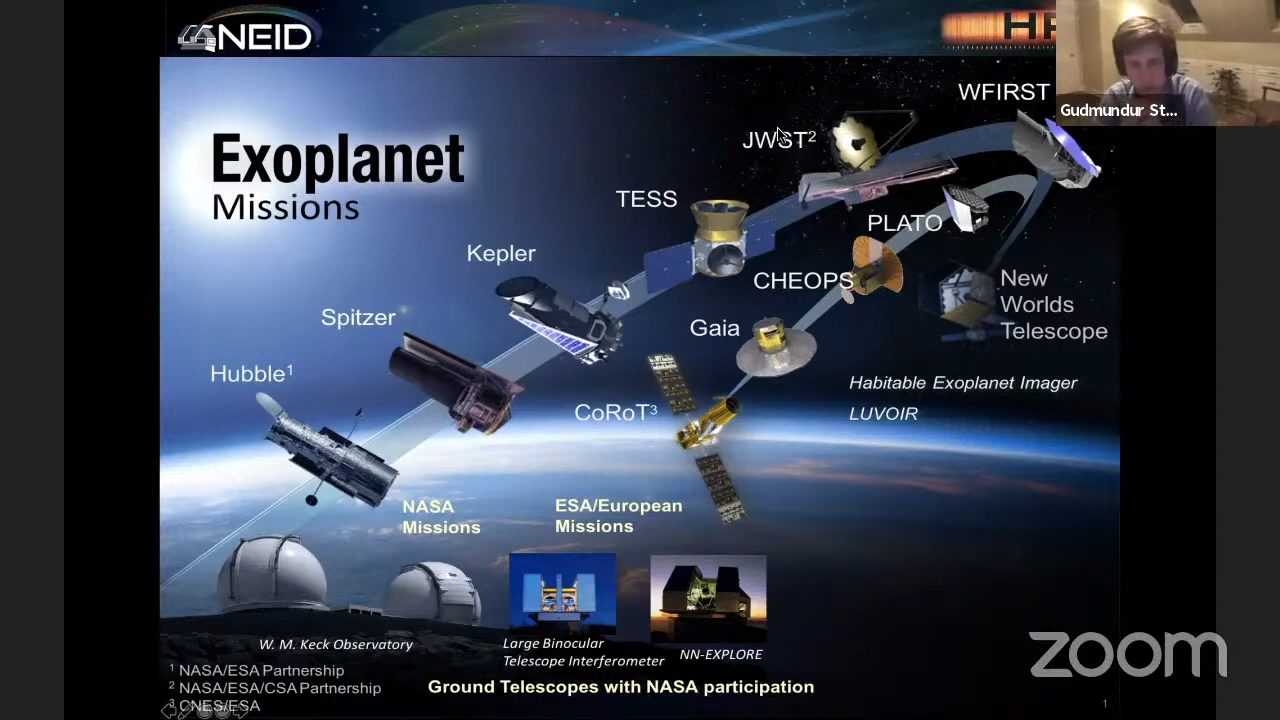 NEID
HP
Gudmundur St...
WFIRST
Exoplanet
Missions
JWST2
TESS
PLATO
Kepler
CHEOPS
New
Worlds
Telescope
Spitzer
Gaia
Hubble1
Habitable Exoplanet Imager
LUVOIR
CoRoT3
NASA
Missions
ESA/European
Missions
W. M. Keck Observatory
Large Binocular
Telescope Interferometer
NN-EXPLORE
1 NASA/ESA Partnership
2 NASA/ESA/CSA Partnership
3 CNES/ESA
Ground Telescopes with NASA participation
zoom
1